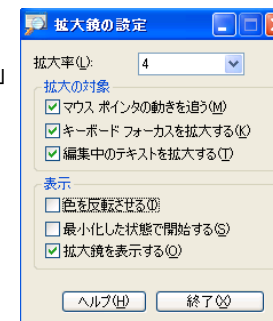 拡大鏡の設定
」
拡大率(L): 4
拡大の対象
マウス ポインタの動きを追う(M)
キーボード フォーカスを拡大する(K)
編集中のテキストを拡大する(T)
表示
色を反転させる(I)
最小化した状態で開始する(S)
拡大鏡を表示する(O)
ヘルプ(H) 終了(X)